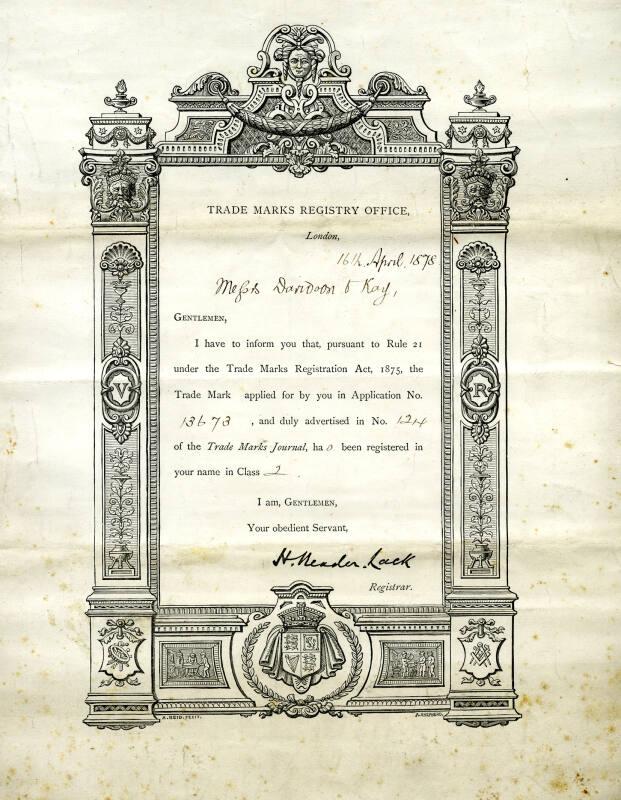 TRADE MARKS REGISTRY OFFICE,
London,
16th April, 1878
Messrs Davidson & Kay,
GENTLEMEN,
I have to inform you that, pursuant to Rule 21
under the Trade Marks Registration Act, 1875, the
Trade Mark applied for by you in Application No.
13673 , and duly advertised in No. 124
of the Trade Marks Journal, has been registered in
your name in Class 2 .
I am, GENTLEMEN,
Your obedient Servant,
H. Reader Lack
Registrar.
V
R
A. REID, FECIT.